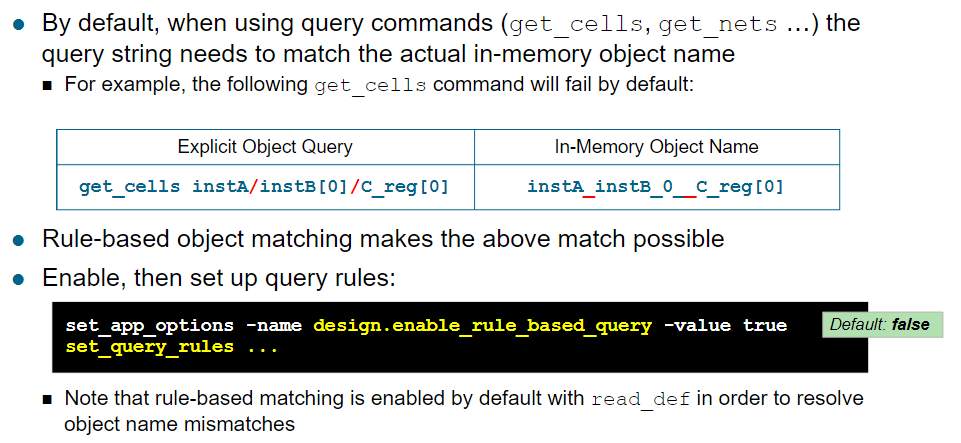 By default, when using query commands (get_cells, get_nets …) the
query string needs to match the actual in-memory object name
For example, the following get_cells command will fail by default:
Explicit Object Query
In-Memory Object Name
get_cells instA/instB[0]/C_reg[0]
instA_instB_0__C_reg[0]
Rule-based object matching makes the above match possible
Enable, then set up query rules:
set_app_options -name design.enable_rule_based_query -value true
Default: false
set_query_rules ...
Note that rule-based matching is enabled by default with read_def in order to resolve
object name mismatches